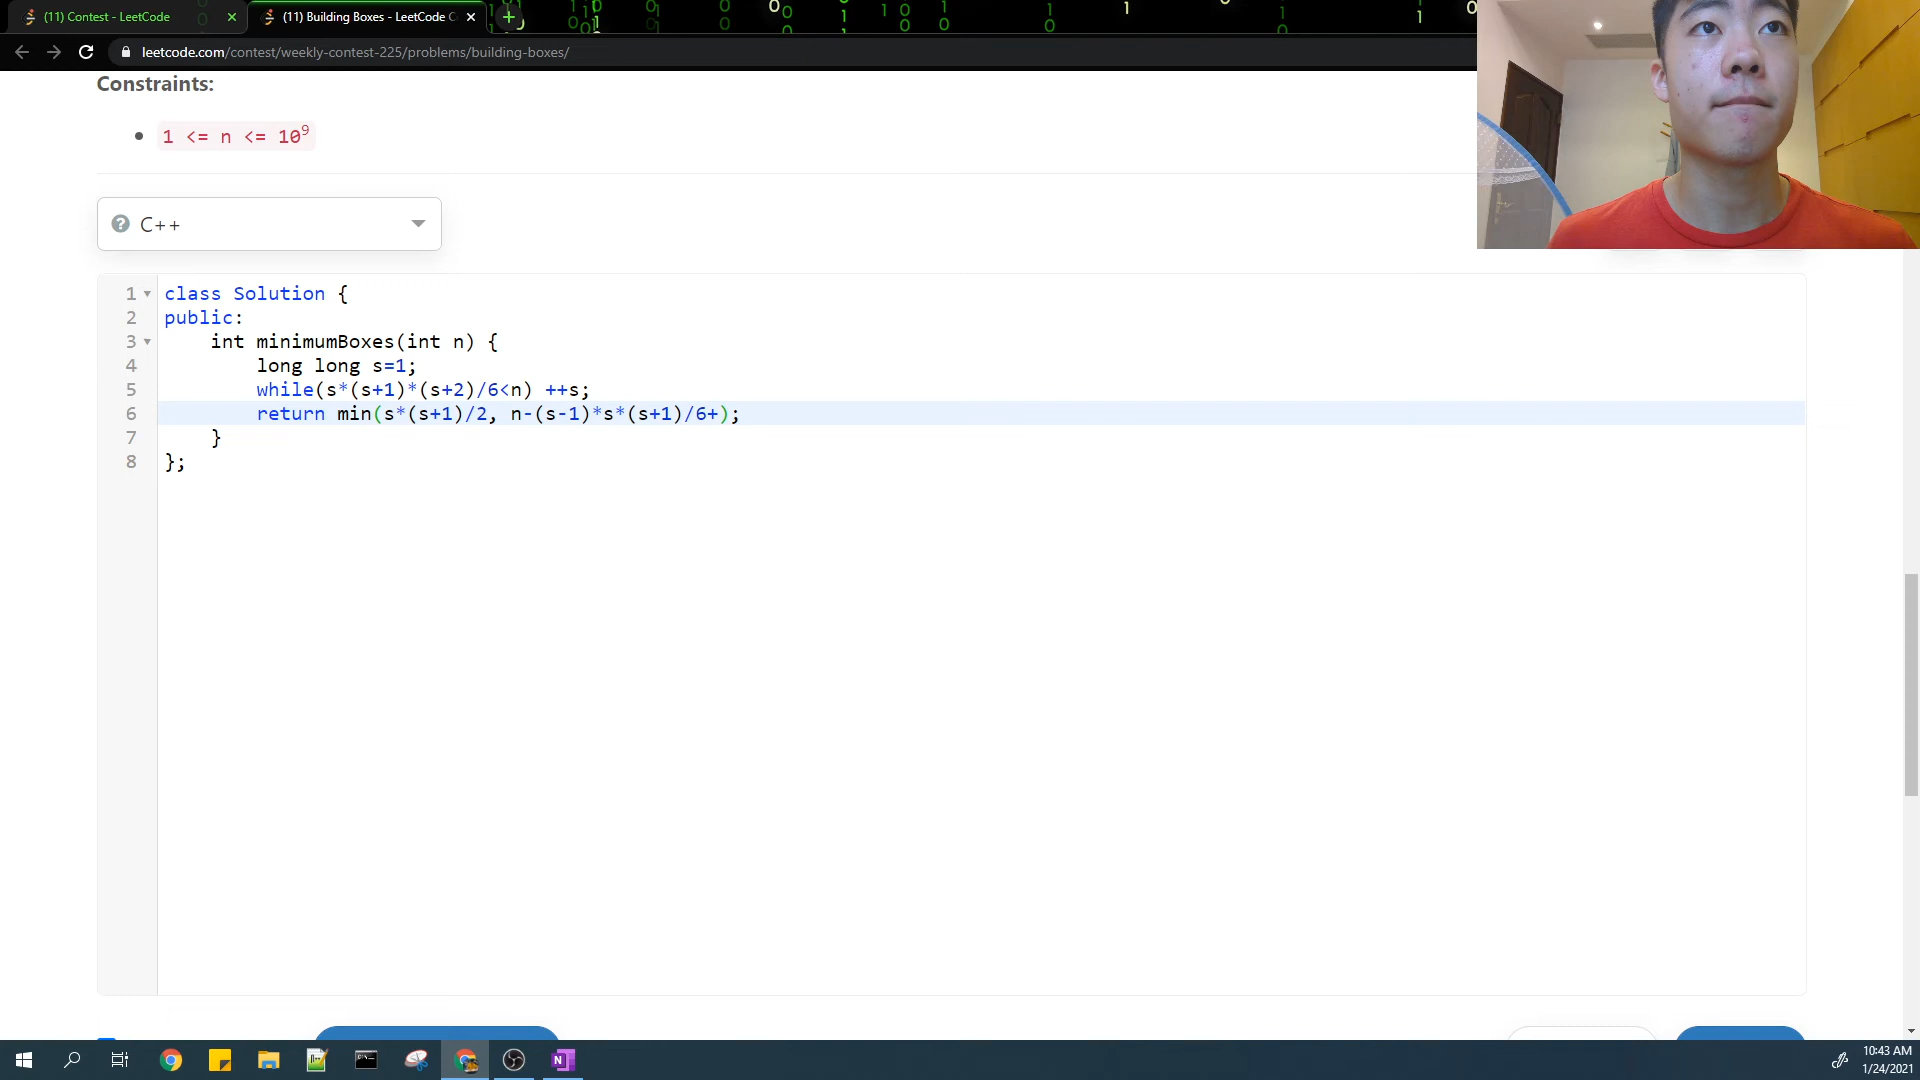 (11) Contest - LeetCode
(11) Building Boxes - LeetCode C
leetcode.com/contest/weekly-contest-225/problems/building-boxes/
Constraints:
1 <= n <= 10⁹
C++
1 class Solution {
2 public:
3 int minimumBoxes(int n) {
4 long long s=1;
5 while(s*(s+1)*(s+2)/6<n) ++s;
6 return min(s*(s+1)/2, n-(s-1)*s*(s+1)/6+);
7 }
8 };
10:43 AM
1/24/2021